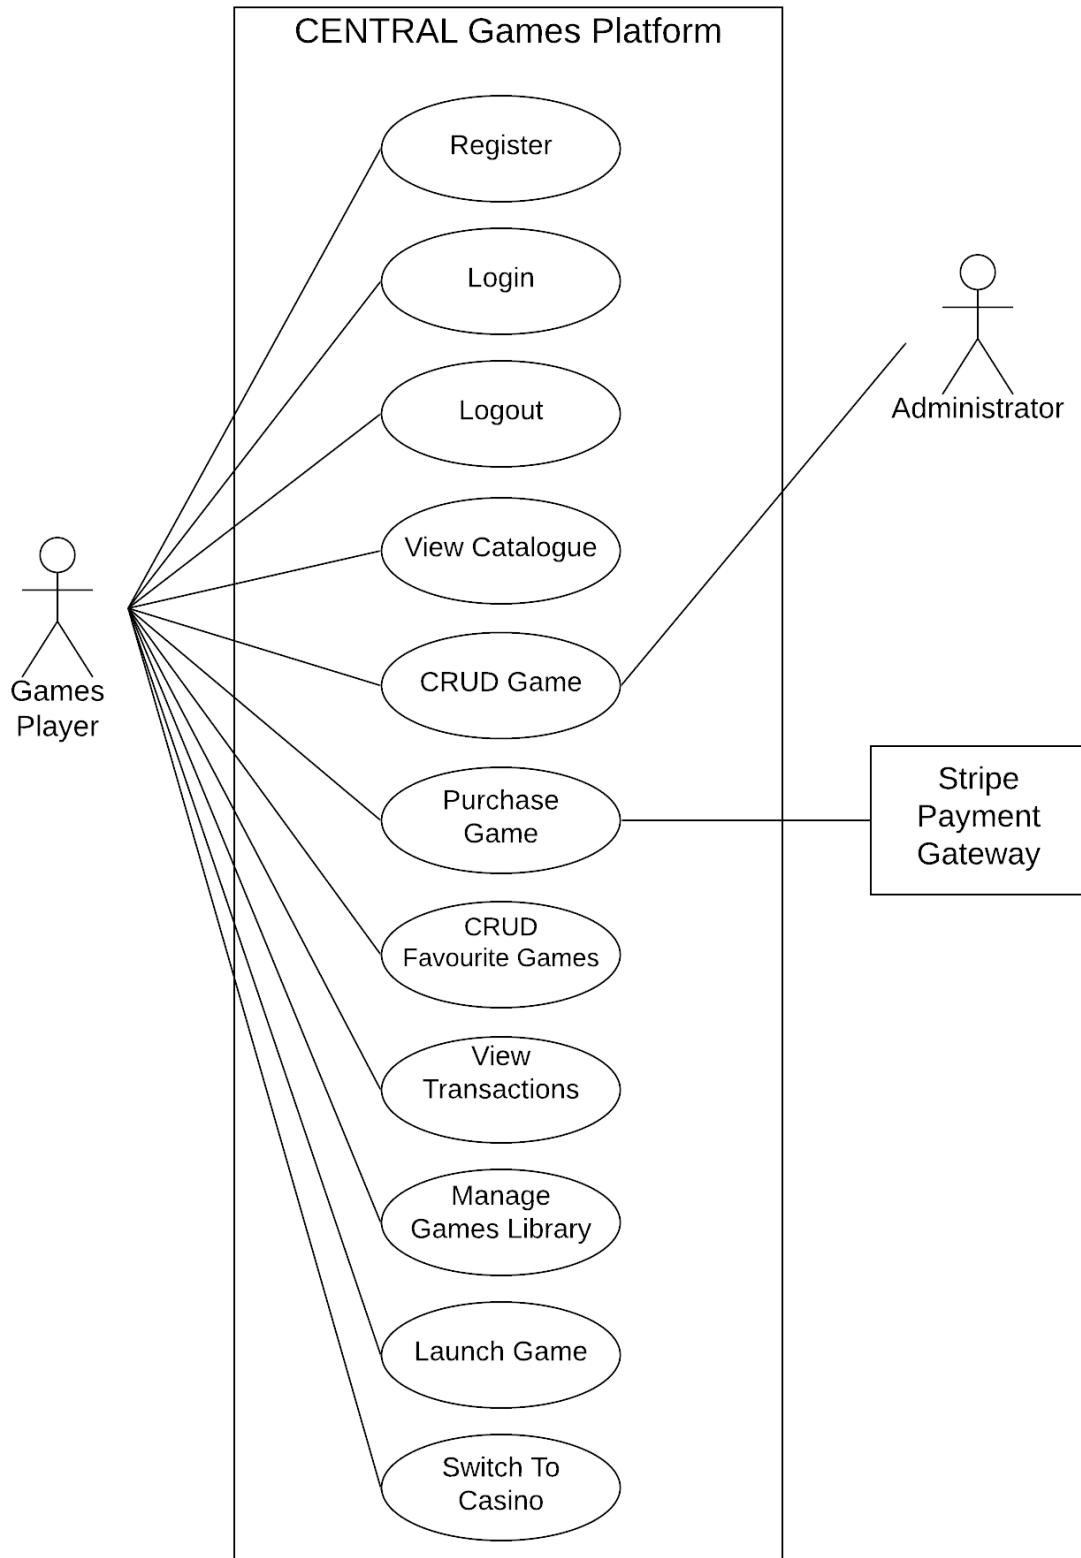 CENTRAL Games Platform
Register
Login
Logout
Administrator
View Catalogue
Games
Player
CRUD Game
Purchase
Game
Stripe
Payment
Gateway
CRUD
Favourite Games
View
Transactions
Manage
Games Library
Launch Game
Switch To
Casino